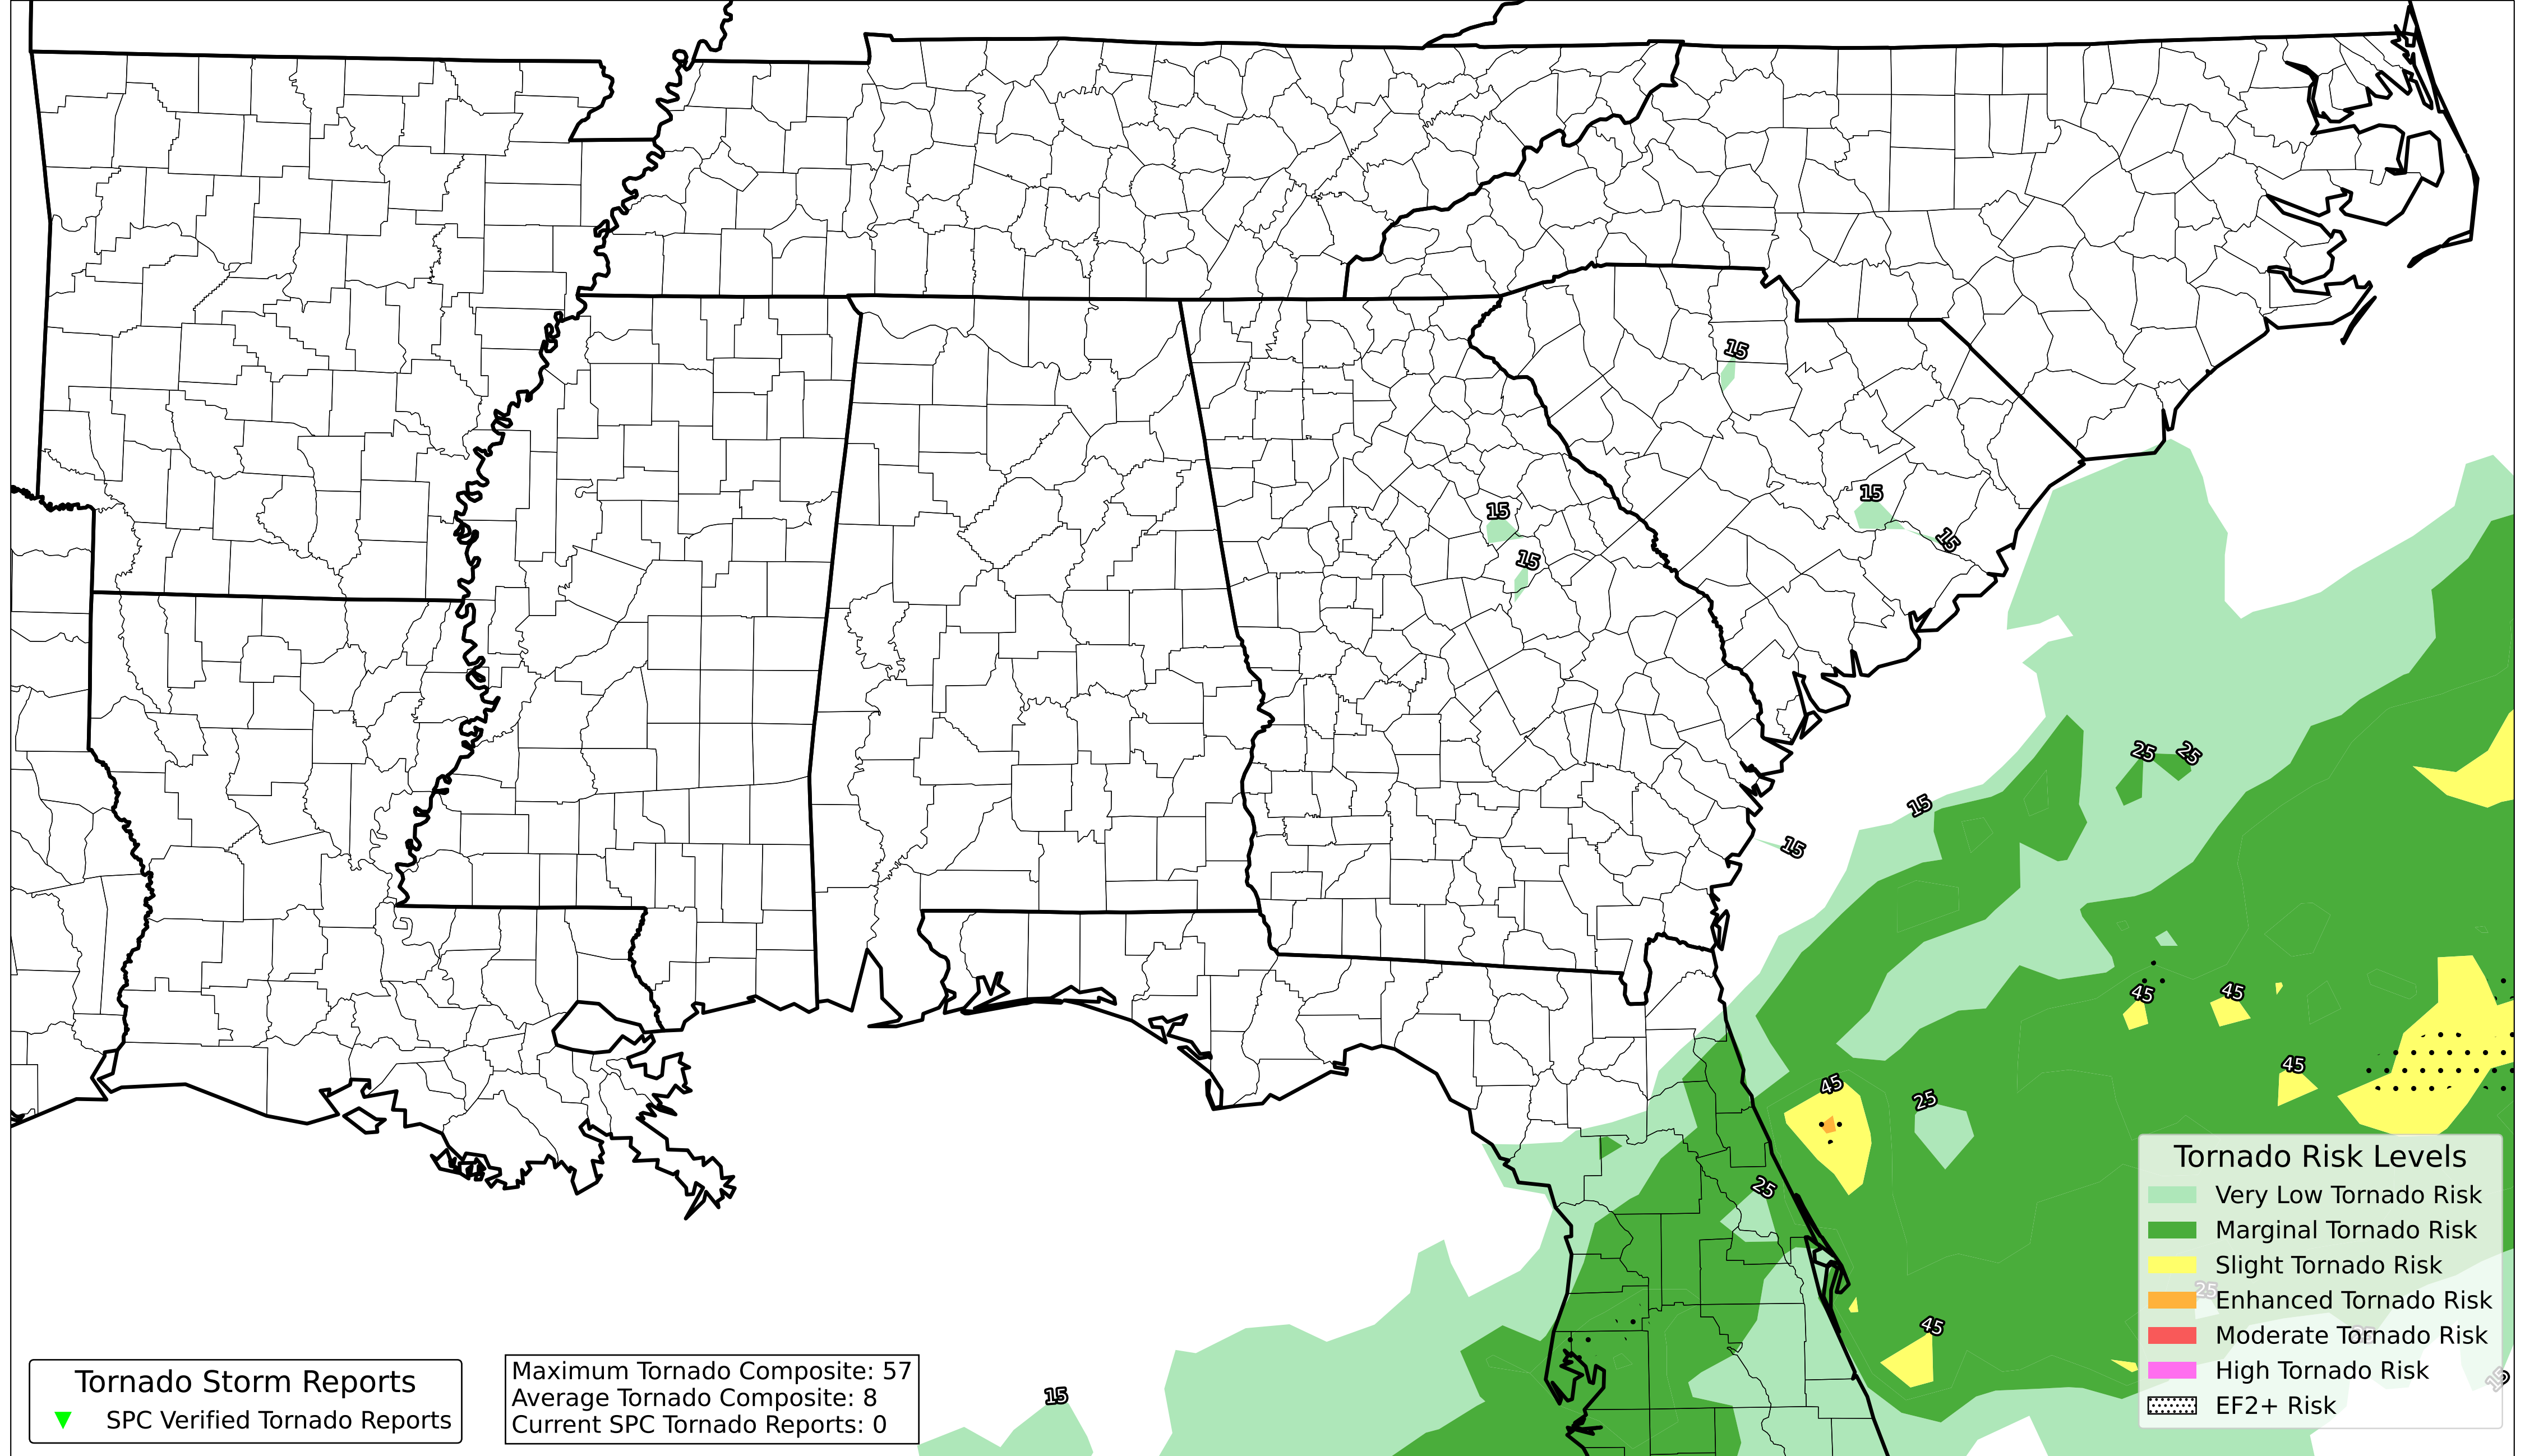 15
15
15
15
15
25
25
15
15
45
45
45
45
25
25
25
45
15
15
Tornado Risk Levels
Very Low Tornado Risk
Marginal Tornado Risk
Slight Tornado Risk
Enhanced Tornado Risk
Moderate Tornado Risk
High Tornado Risk
EF2+ Risk
Tornado Storm Reports
SPC Verified Tornado Reports
Maximum Tornado Composite: 57
Average Tornado Composite: 8
Current SPC Tornado Reports: 0